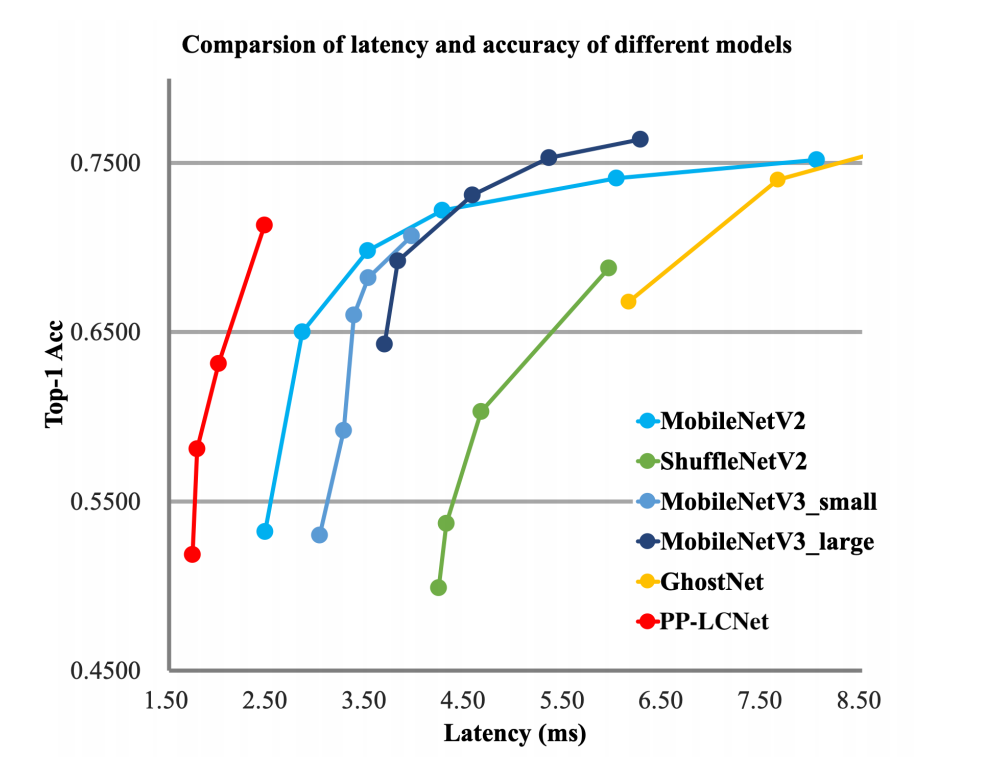 Comparsion of latency and accuracy of different models
0.7500
0.6500
0.5500
0.4500
Top-1 Acc
MobileNetV2
ShuffleNetV2
MobileNetV3_small
MobileNetV3_large
GhostNet
PP-LCNet
1.50 2.50 3.50 4.50 5.50 6.50 7.50 8.50
Latency (ms)